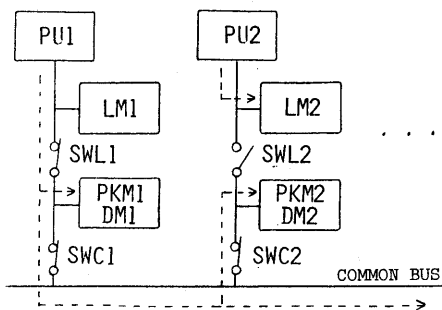 PU1
PU2
LM1
LM2
SWL1
SWL2
. . .
PKM1
DM1
PKM2
DM2
SWC1
SWC2
COMMON BUS